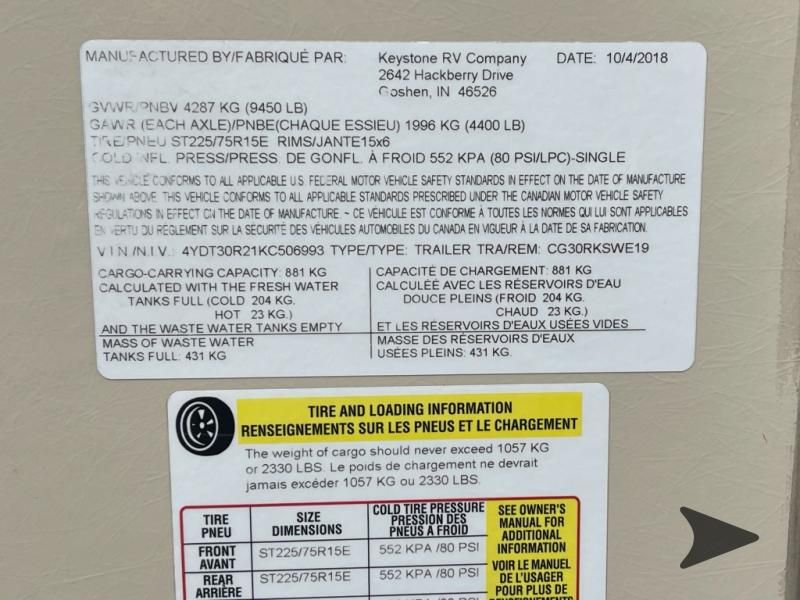 MANUFACTURED BY/FABRIQUÉ PAR: Keystone RV Company DATE: 10/4/2018
2642 Hackberry Drive
Goshen, IN 46526
GVWR/PNBV 4287 KG (9450 LB)
GAWR (EACH AXLE)/PNBE(CHAQUE ESSIEU) 1996 KG (4400 LB)
TIRE/PNEU ST225/75R15E RIMS/JANTE15x6
COLD INFL. PRESS/PRESS. DE GONFL. À FROID 552 KPA (80 PSI/LPC)-SINGLE
THIS VEHICLE CONFORMS TO ALL APPLICABLE U.S. FEDERAL MOTOR VEHICLE SAFETY STANDARDS IN EFFECT ON THE DATE OF MANUFACTURE
SHOWN ABOVE. THIS VEHICLE CONFORMS TO ALL APPLICABLE STANDARDS PRESCRIBED UNDER THE CANADIAN MOTOR VEHICLE SAFETY
REGULATIONS IN EFFECT ON THE DATE OF MANUFACTURE. ~ CE VÉHICULE EST CONFORME À TOUTES LES NORMES QUI LUI SONT APPLICABLES
EN VERTU DU RÉGLEMENT SUR LA SÉCURITÉ DES VÉHICULES AUTOMOBILES DU CANADA EN VIGUEUR À LA DATE DE SA FABRICATION.
V.I.N./N.I.V.: 4YDT30R21KC506993 TYPE/TYPE: TRAILER TRA/REM: CG30RKSWE19
CARGO-CARRYING CAPACITY: 881 KG
CALCULATED WITH THE FRESH WATER
TANKS FULL (COLD 204 KG.
HOT 23 KG.)
AND THE WASTE WATER TANKS EMPTY
MASS OF WASTE WATER
TANKS FULL: 431 KG
CAPACITÉ DE CHARGEMENT: 881 KG
CALCULÉE AVEC LES RÉSERVOIRS D'EAU
DOUCE PLEINS (FROID 204 KG.
CHAUD 23 KG.)
ET LES RÉSERVOIRS D'EAUX USÉES VIDES
MASSE DES RÉSERVOIRS D'EAUX
USÉES PLEINS: 431 KG.
TIRE AND LOADING INFORMATION
RENSEIGNEMENTS SUR LES PNEUS ET LE CHARGEMENT
The weight of cargo should never exceed 1057 KG
or 2330 LBS. Le poids de chargement ne devrait
jamais excéder 1057 KG ou 2330 LBS.
TIRE
PNEU
SIZE
DIMENSIONS
COLD TIRE PRESSURE
PRESSION DES
PNEUS A FROID
FRONT
AVANT
ST225/75R15E
552 KPA /80 PSI
REAR
ARRIÈRE
ST225/75R15E
552 KPA /80 PSI
SEE OWNER'S
MANUAL FOR
ADDITIONAL
INFORMATION
VOIR LE MANUEL
DE L'USAGER
POUR PLUS DE